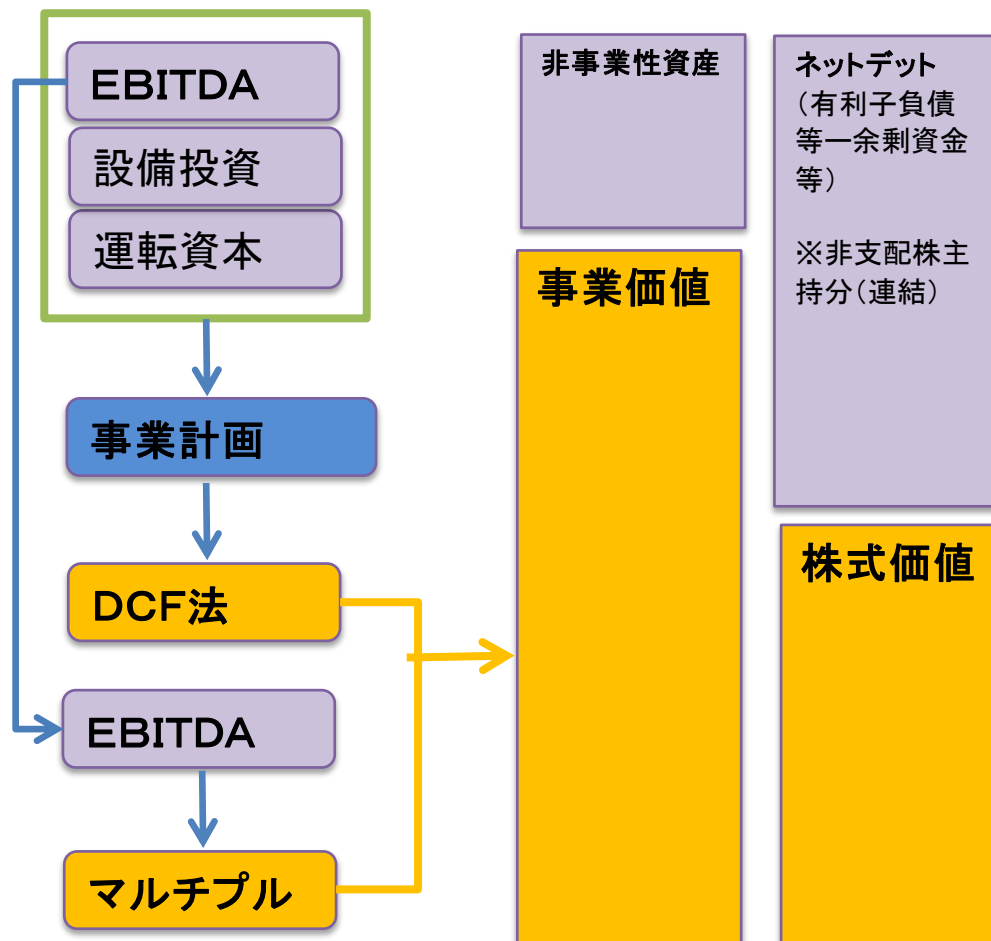 EBITDA
設備投資
運転資本
事業計画
DCF法
EBITDA
マルチプル
非事業性資産
事業価値
ネットデット
（有利子負債
等ー余剰資金
等）
※非支配株主
持分（連結）
株式価値